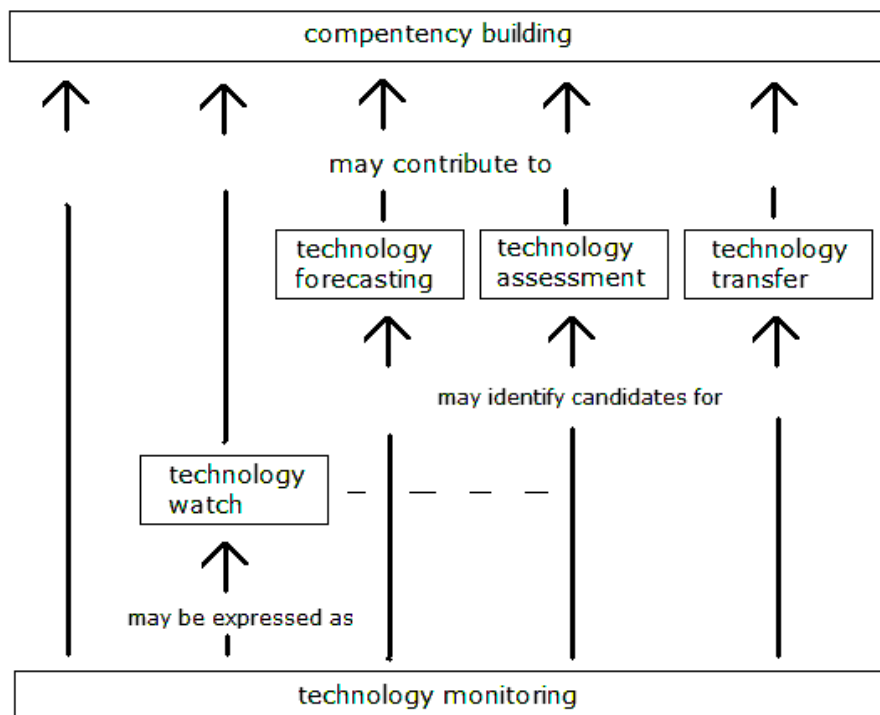 compentency building
may contribute to
technology
forecasting
technology
assessment
technology
transfer
may identify candidates for
technology
watch
may be expressed as
technology monitoring